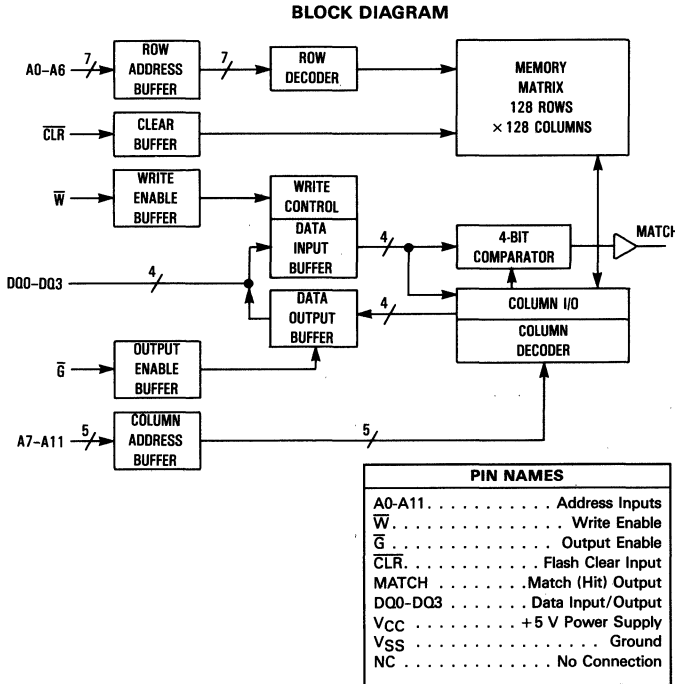 BLOCK DIAGRAM
A0-A6
7
ROW
ADDRESS
BUFFER
7
ROW
DECODER
MEMORY
MATRIX
128 ROWS
× 128 COLUMNS
CLR
CLEAR
BUFFER
W
WRITE
ENABLE
BUFFER
WRITE
CONTROL
DATA
INPUT
BUFFER
4
4-BIT
COMPARATOR
MATCH
DQ0-DQ3
4
DATA
OUTPUT
BUFFER
4
COLUMN I/O
COLUMN
DECODER
G
OUTPUT
ENABLE
BUFFER
A7-A11
5
COLUMN
ADDRESS
BUFFER
5
PIN NAMES
A0-A11 . . . . . . . . . . . . Address Inputs
W . . . . . . . . . . . . . . . Write Enable
G . . . . . . . . . . . . . . Output Enable
CLR . . . . . . . . . . . Flash Clear Input
MATCH . . . . . . . . Match (Hit) Output
DQ0-DQ3 . . . . . . . Data Input/Output
VCC . . . . . . . . . +5 V Power Supply
VSS . . . . . . . . . . . . . . . . . Ground
NC . . . . . . . . . . . . . No Connection